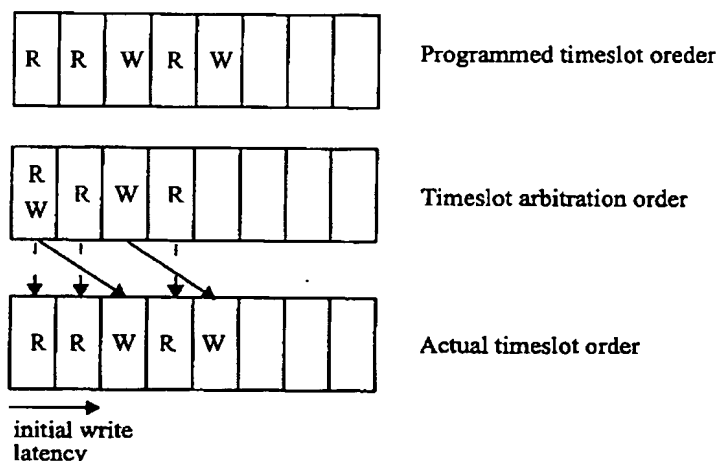 R R W R W
Programmed timeslot oreder
R
W R W R
Timeslot arbitration order
R R W R W
Actual timeslot order
initial write
latency